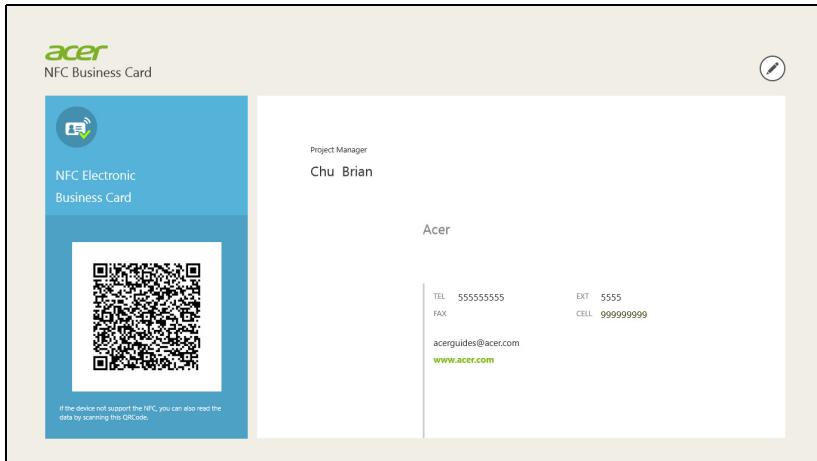 acer
NFC Business Card
NFC Electronic
Business Card
If the device not support the NFC, you can also read the
data by scanning this QRCode.
Project Manager
Chu Brian
Acer
TEL 555555555 EXT 5555
FAX CELL 999999999
acerguides@acer.com
www.acer.com